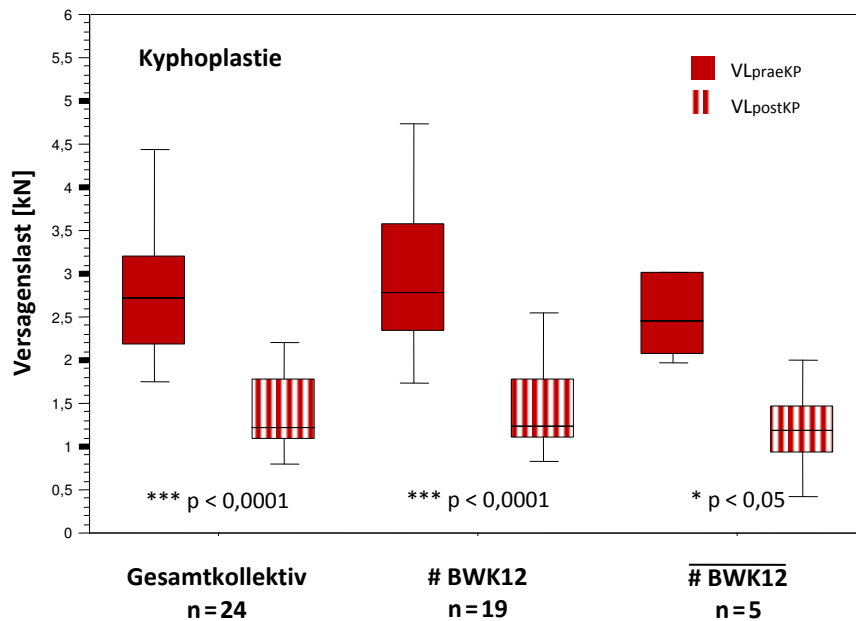 Kyphoplastie
VLpraeKP
VLpostKP
Versagenslast [kN]
6
5,5
5
4,5
4
3,5
3
2,5
2
1,5
1
0,5
0
*** p < 0,0001
*** p < 0,0001
* p < 0,05
Gesamtkollektiv
n=24
# BWK12
n=19
# BWK12
n=5